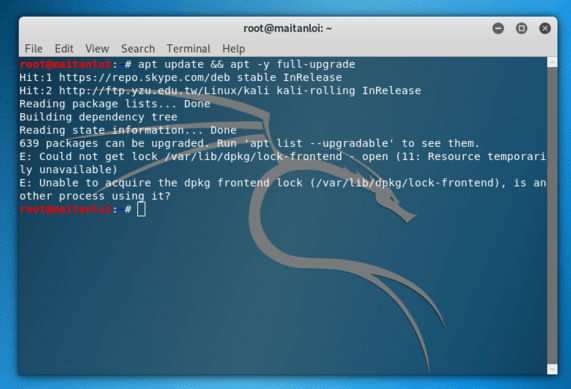 root@maitanloi: ~
File Edit View Search Terminal Help
root@maitanloi:~# apt update && apt -y full-upgrade
Hit:1 https://repo.skype.com/deb stable InRelease
Hit:2 http://ftp.yzu.edu.tw/Linux/kali kali-rolling InRelease
Reading package lists... Done
Building dependency tree
Reading state information... Done
639 packages can be upgraded. Run 'apt list --upgradable' to see them.
E: Could not get lock /var/lib/dpkg/lock-frontend - open (11: Resource temporari
ly unavailable)
E: Unable to acquire the dpkg frontend lock (/var/lib/dpkg/lock-frontend), is an
other process using it?
root@maitanloi:~#